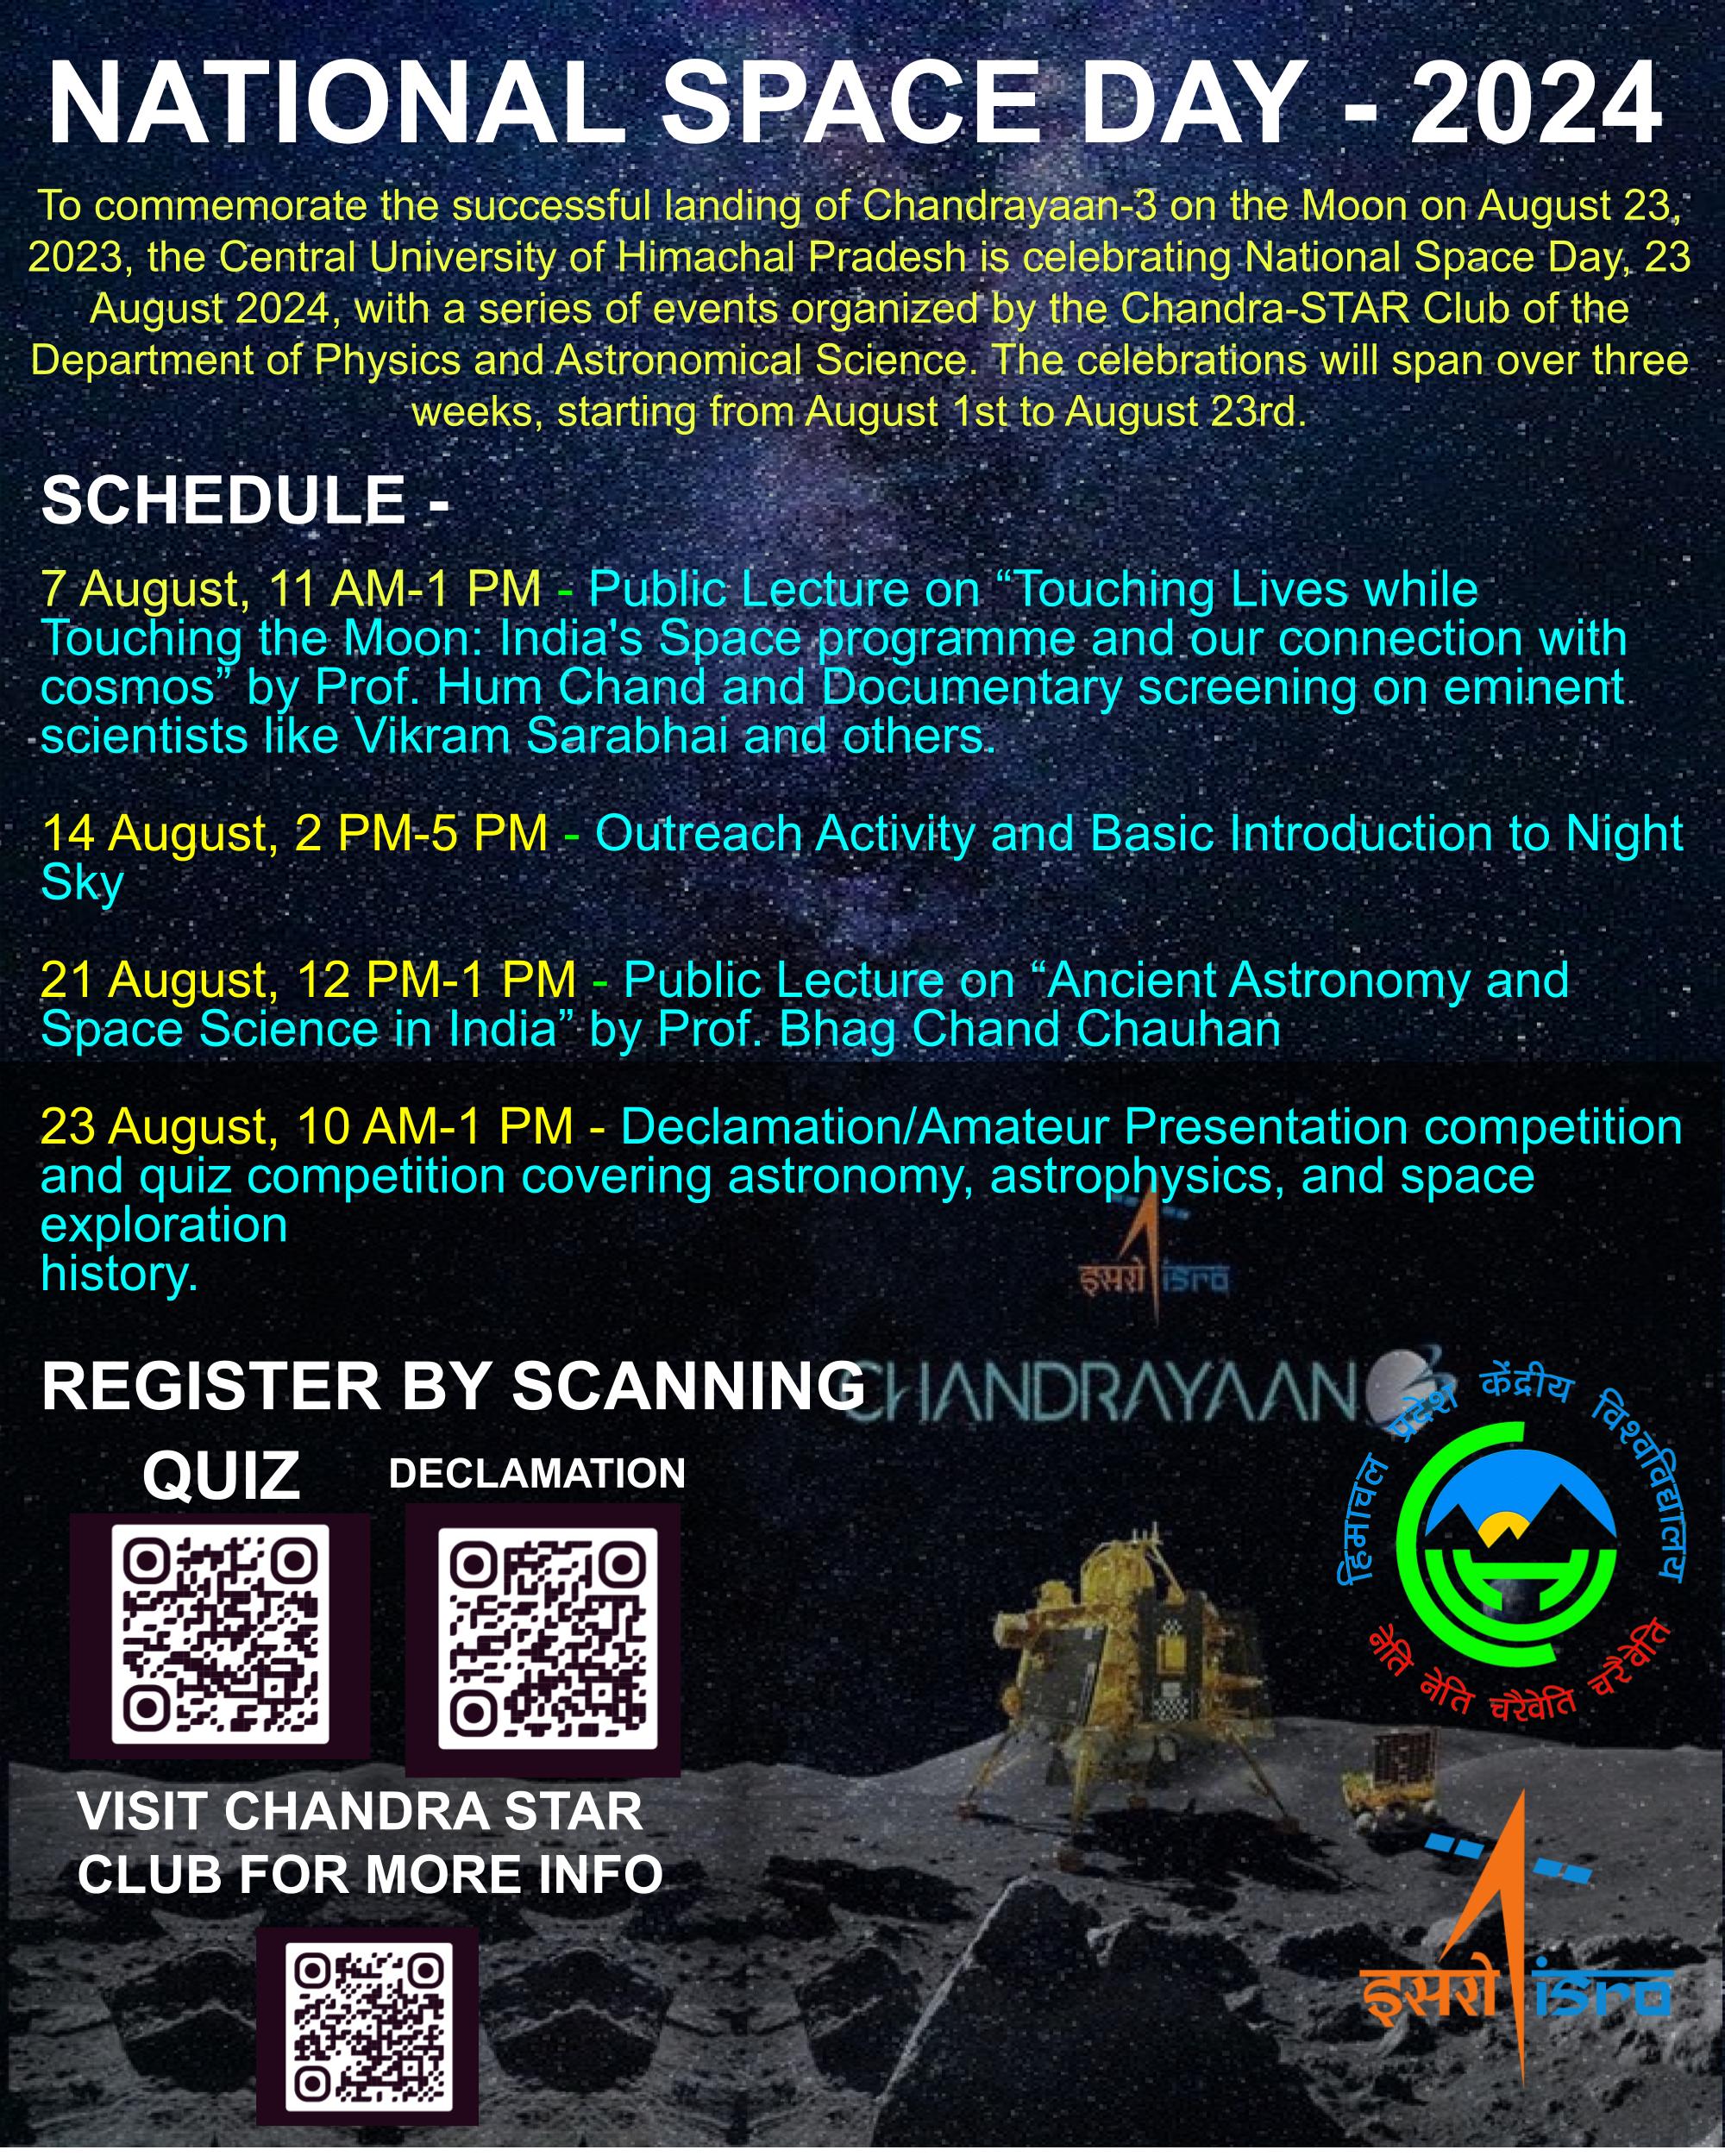 NATIONAL SPACE DAY - 2024
To commemorate the successful landing of Chandrayaan-3 on the Moon on August 23,
2023, the Central University of Himachal Pradesh is celebrating National Space Day, 23
August 2024, with a series of events organized by the Chandra-STAR Club of the
Department of Physics and Astronomical Science. The celebrations will span over three
weeks, starting from August 1st to August 23rd.
SCHEDULE -
7 August, 11 AM-1 PM - Public Lecture on “Touching Lives while
Touching the Moon: India's Space programme and our connection with
cosmos” by Prof. Hum Chand and Documentary screening on eminent
scientists like Vikram Sarabhai and others.
14 August, 2 PM-5 PM - Outreach Activity and Basic Introduction to Night
Sky
21 August, 12 PM-1 PM - Public Lecture on “Ancient Astronomy and
Space Science in India” by Prof. Bhag Chand Chauhan
23 August, 10 AM-1 PM - Declamation/Amateur Presentation competition
and quiz competition covering astronomy, astrophysics, and space
exploration
history.
इसरो isro
REGISTER BY SCANNING
CHANDRAYAAN 3
हिमाचल प्रदेश केंद्रीय विश्वविद्यालय
QUIZ
DECLAMATION
नेति नेति चरैवेति चरैवेति
VISIT CHANDRA STAR
CLUB FOR MORE INFO
इसरो isro